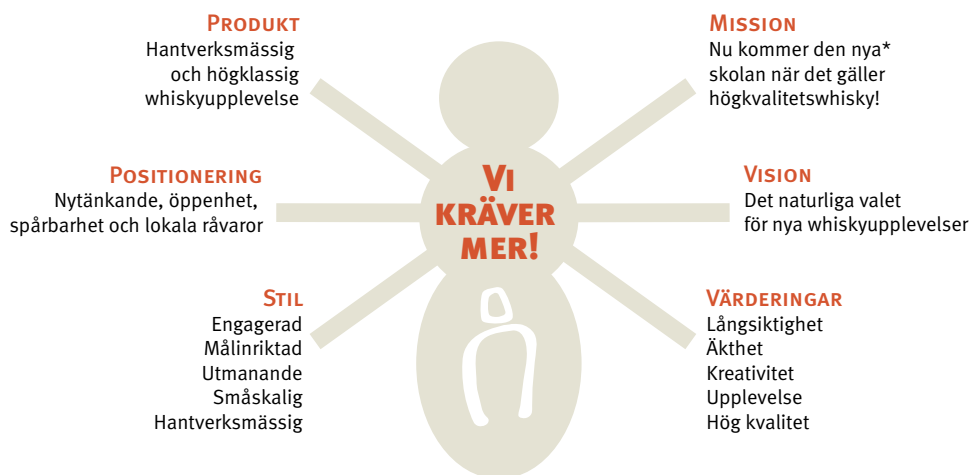 PRODUKT
Hantverksmässig
och högklassig
whiskyupplevelse
MISSION
Nu kommer den nya*
skolan när det gäller
högkvalitetswhisky!
POSITIONERING
Nytänkande, öppenhet,
spårbarhet och lokala råvaror
VI
KRÄVER
MER!
VISION
Det naturliga valet
för nya whiskyupplevelser
STIL
Engagerad
Målinriktad
Utmanande
Småskalig
Hantverksmässig
VÄRDERINGAR
Långsiktighet
Äkthet
Kreativitet
Upplevelse
Hög kvalitet